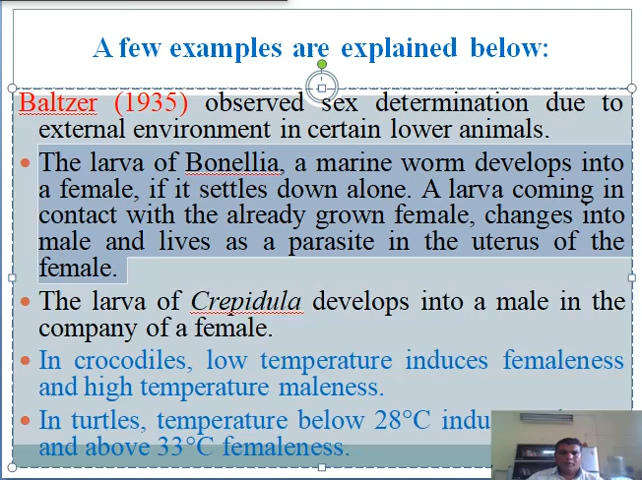 A few examples are explained below:
Baltzer (1935) observed sex determination due to
external environment in certain lower animals.
• The larva of Bonellia, a marine worm develops into
a female, if it settles down alone. A larva coming in
contact with the already grown female, changes into
male and lives as a parasite in the uterus of the
female.
• The larva of Crepidula develops into a male in the
company of a female.
• In crocodiles, low temperature induces femaleness
and high temperature maleness.
• In turtles, temperature below 28°C
and above 33°C femaleness.